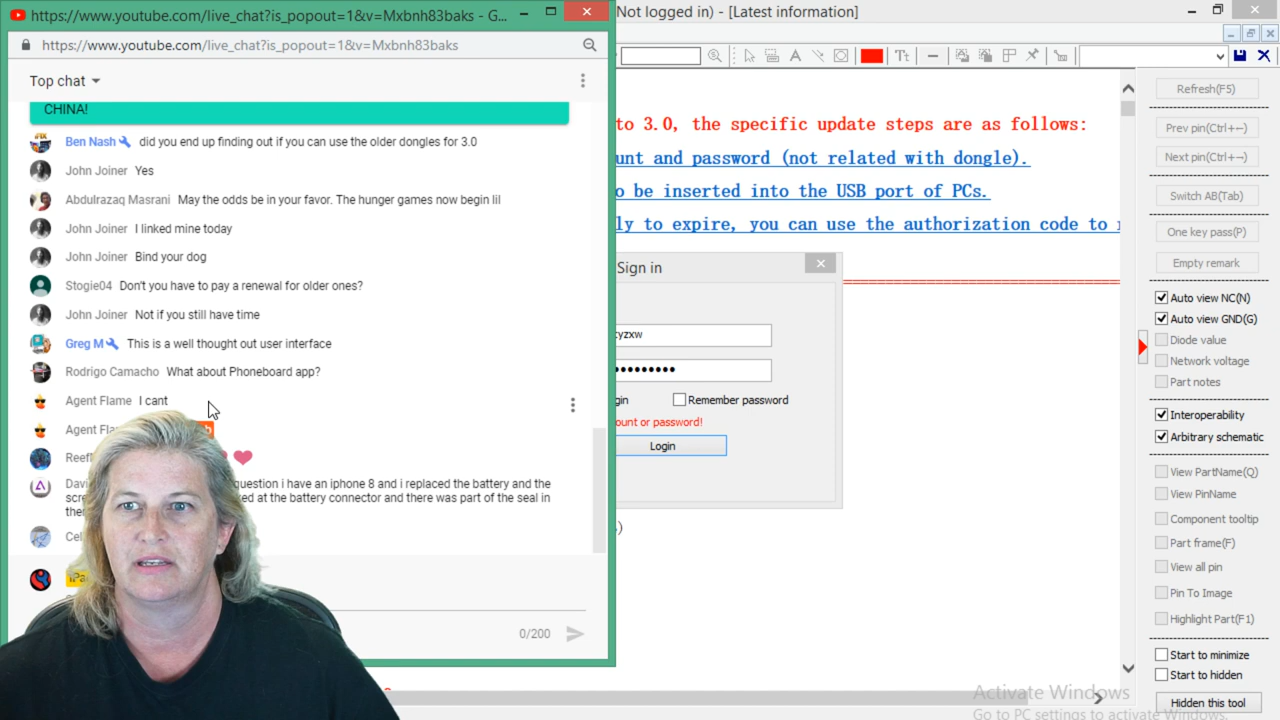 https://www.youtube.com/live_chat?is_popout=1&v=Mxbnh83baks - G...
Not logged in) - [Latest information]
https://www.youtube.com/live_chat?is_popout=1&v=Mxbnh83baks
Top chat
CHINA!
Ben Nash did you end up finding out if you can use the older dongles for 3.0
John Joiner Yes
Abdulrazaq Masrani May the odds be in your favor. The hunger games now begin lil
John Joiner I linked mine today
John Joiner Bind your dog
Stogie04 Don't you have to pay a renewal for older ones?
John Joiner Not if you still have time
Greg M This is a well thought out user interface
Rodrigo Camacho What about Phoneboard app?
Agent Flame I cant
Agent
question i have an iphone 8 and i replaced the battery and the
at the battery connector and there was part of the seal in
0/200
to 3.0, the specific update steps are as follows:
and password (not related with dongle).
be inserted into the USB port of PCs.
to expire, you can use the authorization code to
Sign in
••••••••••
Remember password
or password!
Login
Refresh(F5)
Prev pin(Ctrl+←)
Next pin(Ctrl+→)
Switch AB(Tab)
One key pass(P)
Empty remark
Auto view NC(N)
Auto view GND(G)
Diode value
Network voltage
Part notes
Interoperability
Arbitrary schematic
View PartName(Q)
View PinName
Component tooltip
Part frame(F)
View all pin
Pin To Image
Highlight Part(F1)
Start to minimize
Start to hidden
Hidden this tool
Activate Windows
Go to PC settings to activate Windows.